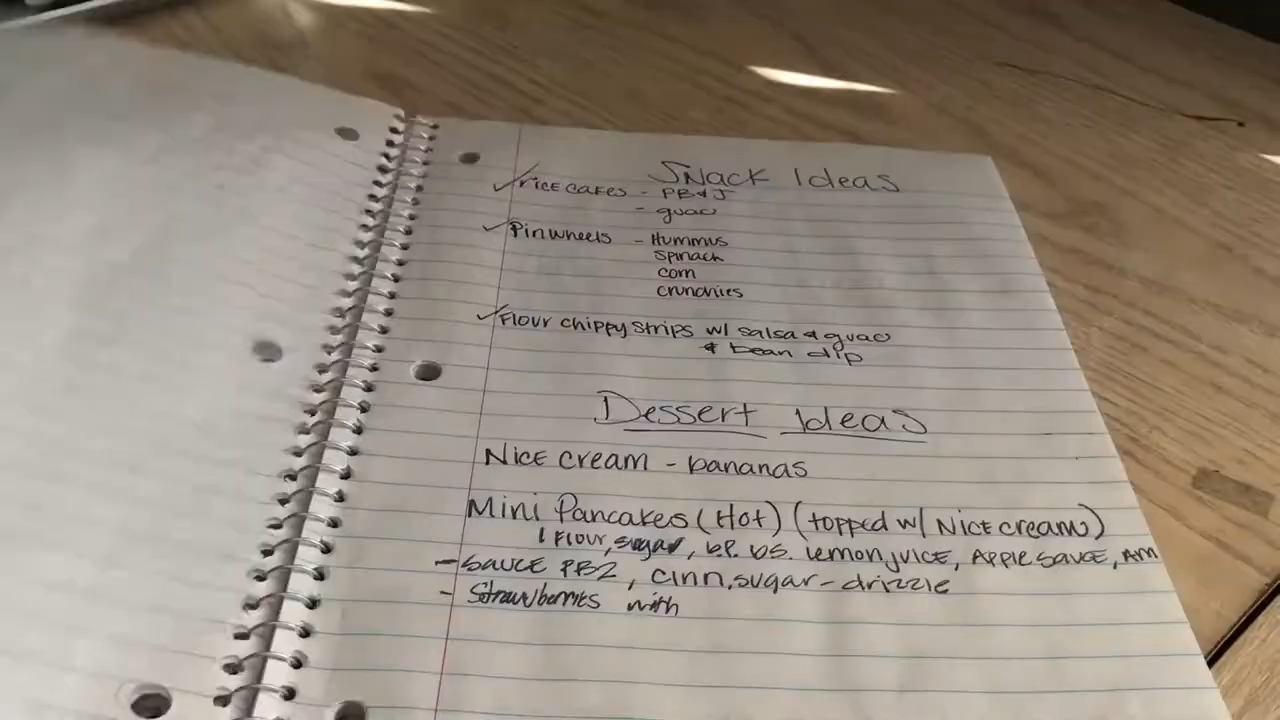 Snack Ideas
✓ rice cakes - PB&J
- guac
✓ Pinwheels - Hummus
spinach
corn
crunchies
✓ Flour chippy strips w/ salsa & guac
& bean dip
Dessert Ideas
Nice cream - bananas
Mini Pancakes (Hot) (topped w/ Nice cream)
Flour, sugar, b.p. b.s. lemon juice, Apple sauce, AM
- Sauce PB2, cinn. sugar - drizzle
- Strawberries with